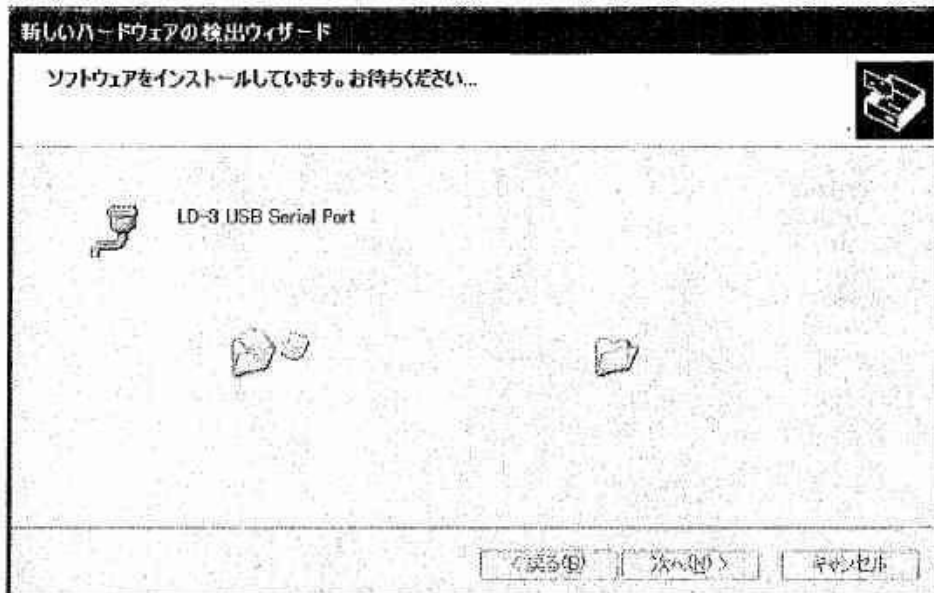 新しいハードウェアの検出ウィザード
ソフトウェアをインストールしています。お待ちください...
LD-3 USB Serial Port
< 戻る(B)
次へ(N) >
キャンセル